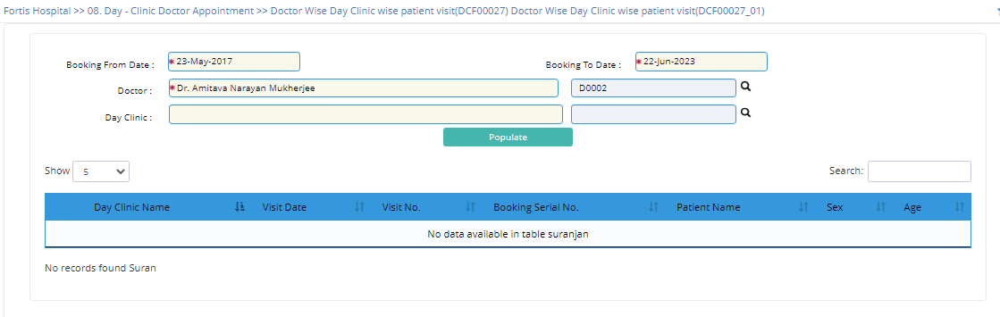 Fortis Hospital >> 08. Day - Clinic Doctor Appointment >> Doctor Wise Day Clinic wise patient visit(DCF00027) Doctor Wise Day Clinic wise patient visit(DCF00027_01)
Booking From Date : *23-May-2017 Booking To Date : *22-Jun-2023
Doctor : *Dr. Amitava Narayan Mukherjee D0002
Day Clinic :
Populate
Show 5 Search:
Day Clinic Name Visit Date Visit No. Booking Serial No. Patient Name Sex Age
No data available in table suranjan
No records found Suran